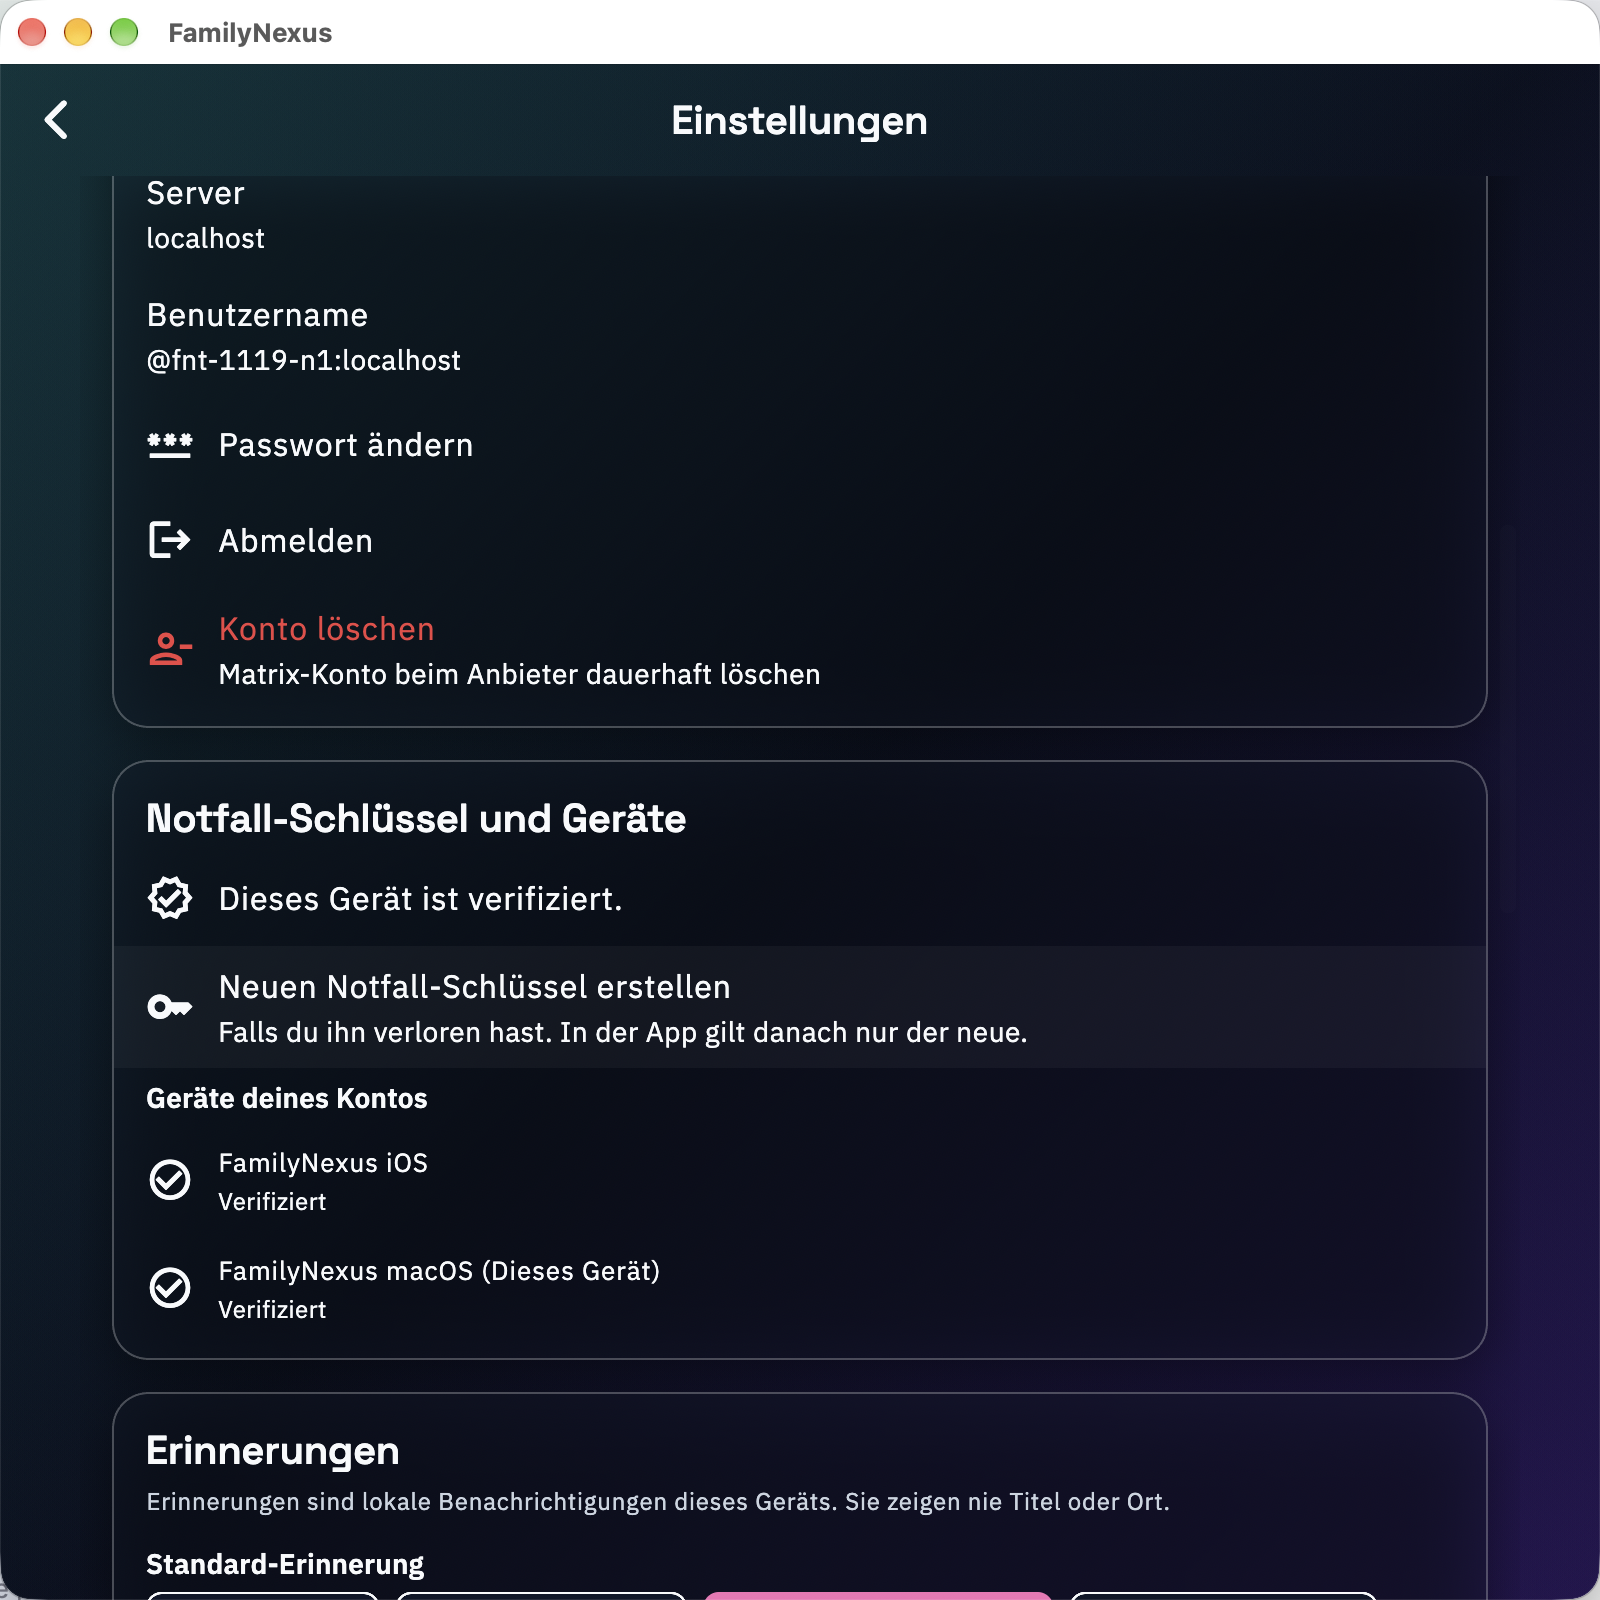 FamilyNexus
Einstellungen
Server
localhost
Benutzername
@fnt-1119-n1:localhost
Passwort ändern
Abmelden
Konto löschen
Matrix-Konto beim Anbieter dauerhaft löschen
Notfall-Schlüssel und Geräte
Dieses Gerät ist verifiziert.
Neuen Notfall-Schlüssel erstellen
Falls du ihn verloren hast. In der App gilt danach nur der neue.
Geräte deines Kontos
FamilyNexus iOS
Verifiziert
FamilyNexus macOS (Dieses Gerät)
Verifiziert
Erinnerungen
Erinnerungen sind lokale Benachrichtigungen dieses Geräts. Sie zeigen nie Titel oder Ort.
Standard-Erinnerung